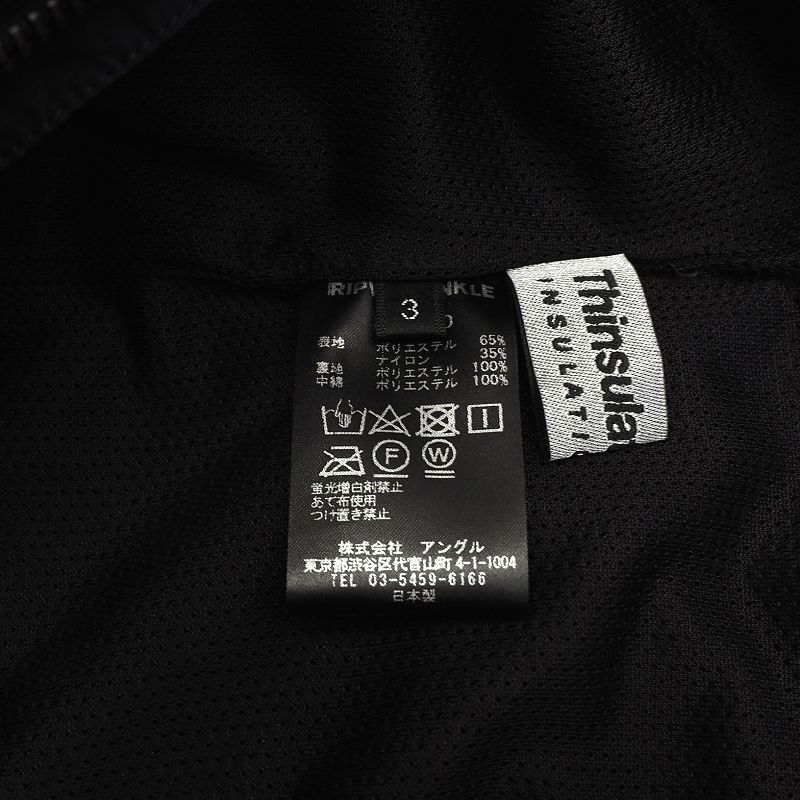 3
表地 ポリエステル 65%
ナイロン 35%
裏地 ポリエステル 100%
中綿 ポリエステル 100%
F W
蛍光増白剤禁止
あて布使用
つけ置き禁止
株式会社 アングル
東京都渋谷区代官山町4-1-1004
TEL 03-5459-6166
日本製
Thinsula
INSULATI